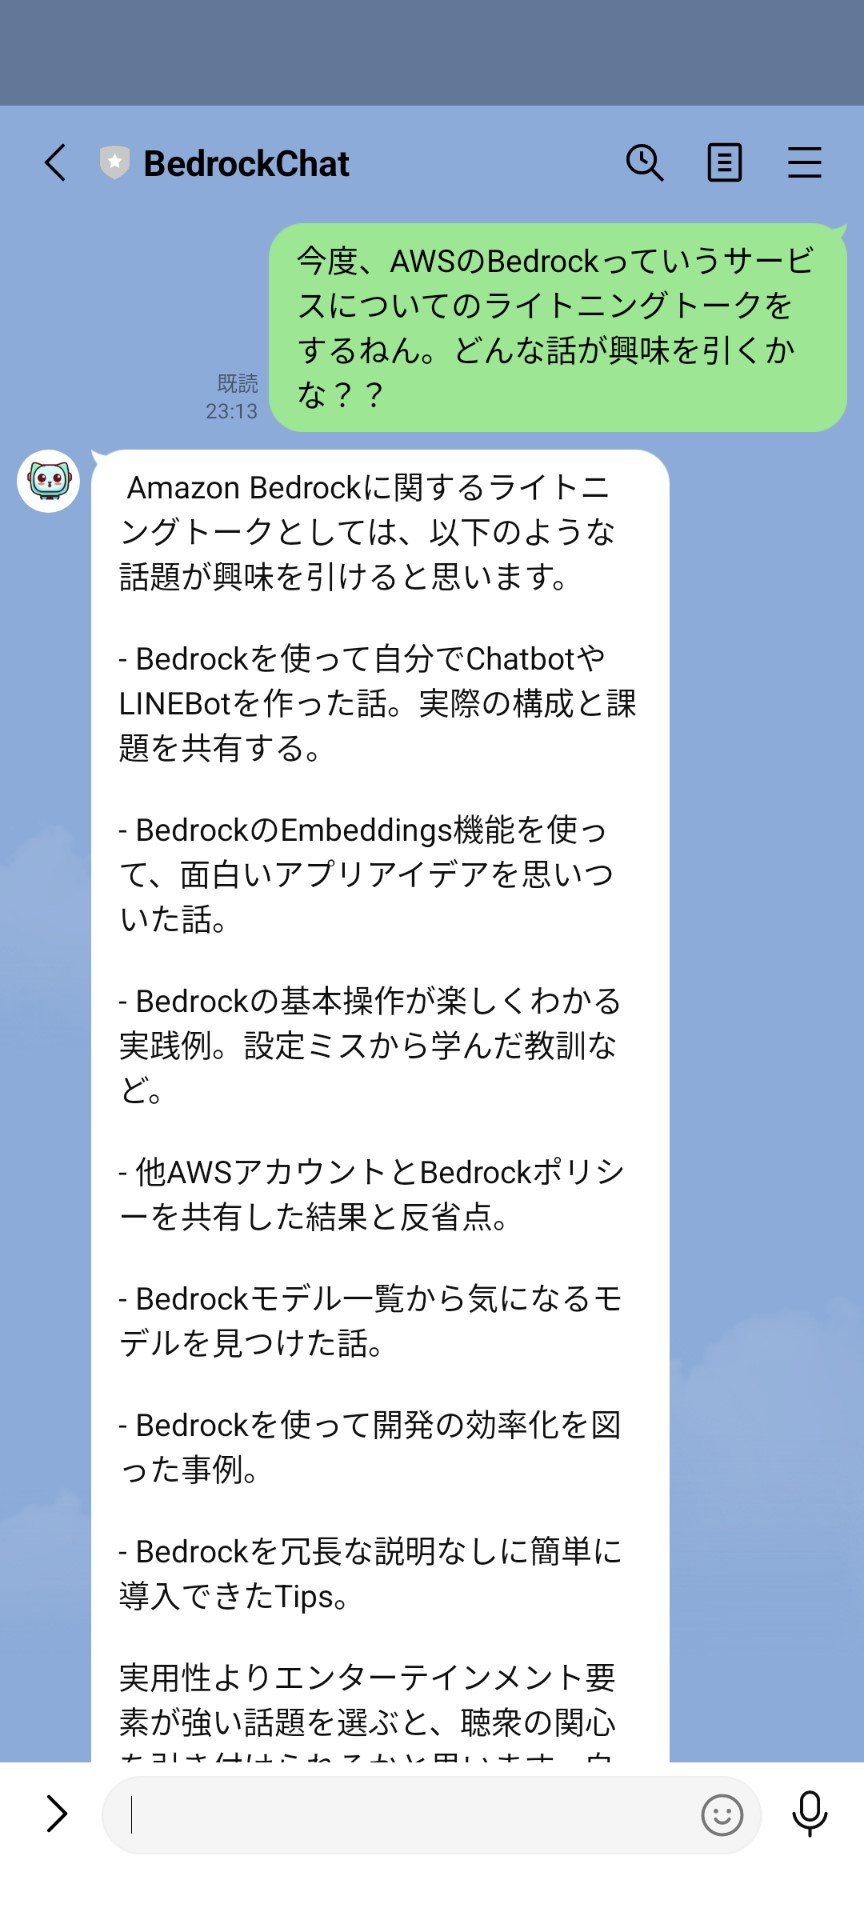 BedrockChat
今度、AWSのBedrockっていうサービ
スについてのライトニングトークを
するねん。どんな話が興味を引くか
な？？
既読
23:13
Amazon Bedrockに関するライトニ
ングトークとしては、以下のような
話題が興味を引けると思います。
- Bedrockを使って自分でChatbotや
LINEBotを作った話。実際の構成と課
題を共有する。
- BedrockのEmbeddings機能を使っ
て、面白いアプリアイデアを思いつ
いた話。
- Bedrockの基本操作が楽しくわかる
実践例。設定ミスから学んだ教訓な
ど。
- 他AWSアカウントとBedrockポリシ
ーを共有した結果と反省点。
- Bedrockモデル一覧から気になるモ
デルを見つけた話。
- Bedrockを使って開発の効率化を図
った事例。
- Bedrockを冗長な説明なしに簡単に
導入できたTips。
実用性よりエンターテインメント要
素が強い話題を選ぶと、聴衆の関心